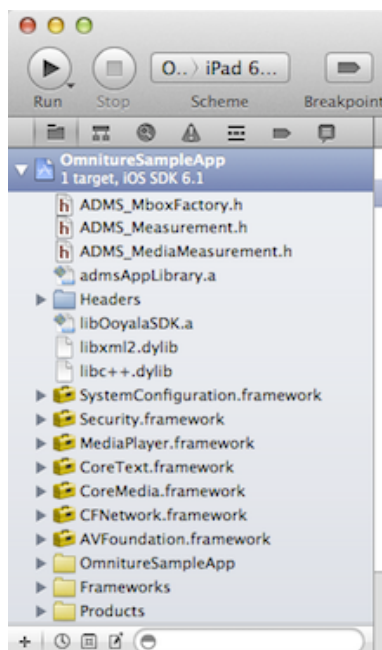 O.. › iPad 6...
Run Stop Scheme Breakpoint
OmnitureSampleApp
1 target, iOS SDK 6.1
h ADMS_MboxFactory.h
h ADMS_Measurement.h
h ADMS_MediaMeasurement.h
admsAppLibrary.a
Headers
libOoyalaSDK.a
libxml2.dylib
libc++.dylib
SystemConfiguration.framework
Security.framework
MediaPlayer.framework
CoreText.framework
CoreMedia.framework
CFNetwork.framework
AVFoundation.framework
OmnitureSampleApp
Frameworks
Products